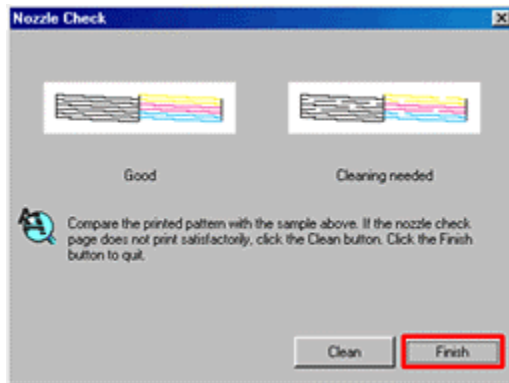 Nozzle Check
Good
Cleaning needed
Compare the printed pattern with the sample above. If the nozzle check
page does not print satisfactorily, click the Clean button. Click the Finish
button to quit.
Clean
Finish